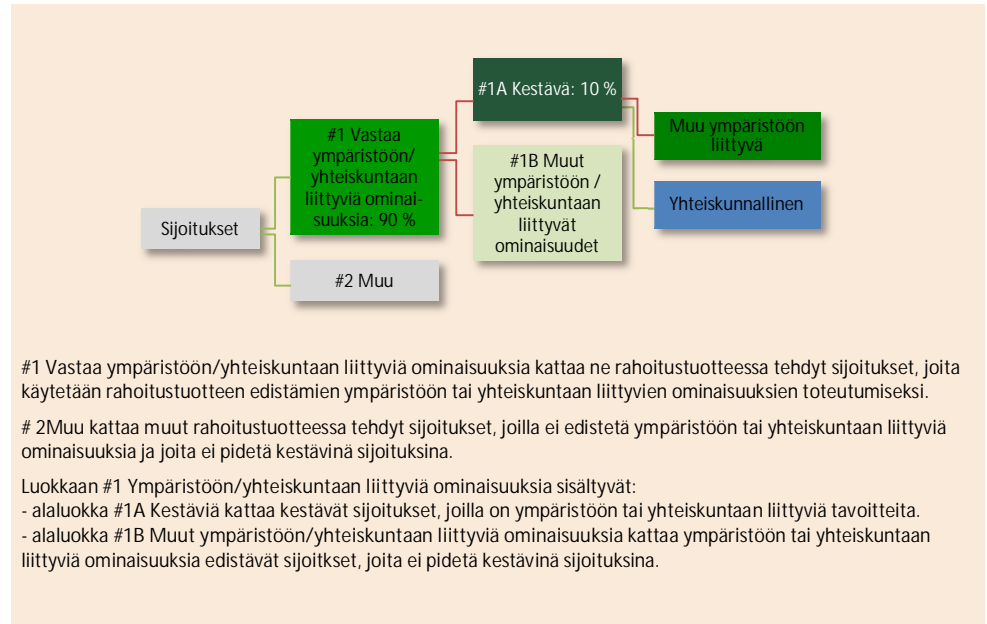 #1A Kestävä: 10 %
#1 Vastaa
ympäristöön/
yhteiskuntaan
liittyviä ominai-
suuksia: 90 %
Muu ympäristöön
liittyvä
#1B Muut
ympäristöön /
yhteiskuntaan
liittyvät
ominaisuudet
Yhteiskunnallinen
Sijoitukset
#2 Muu
#1 Vastaa ympäristöön/yhteiskuntaan liittyviä ominaisuuksia kattaa ne rahoitustuotteessa tehdyt sijoitukset, joita
käytetään rahoitustuotteen edistämien ympäristöön tai yhteiskuntaan liittyvien ominaisuuksien toteutumiseksi.
# 2Muu kattaa muut rahoitustuotteessa tehdyt sijoitukset, joilla ei edistetä ympäristöön tai yhteiskuntaan liittyviä
ominaisuuksia ja joita ei pidetä kestävinä sijoituksina.
Luokkaan #1 Ympäristöön/yhteiskuntaan liittyviä ominaisuuksia sisältyvät:
- alaluokka #1A Kestäviä kattaa kestävät sijoitukset, joilla on ympäristöön tai yhteiskuntaan liittyviä tavoitteita.
- alaluokka #1B Muut ympäristöön/yhteiskuntaan liittyviä ominaisuuksia kattaa ympäristöön tai yhteiskuntaan
liittyviä ominaisuuksia edistävät sijoitkset, joita ei pidetä kestävinä sijoituksina.